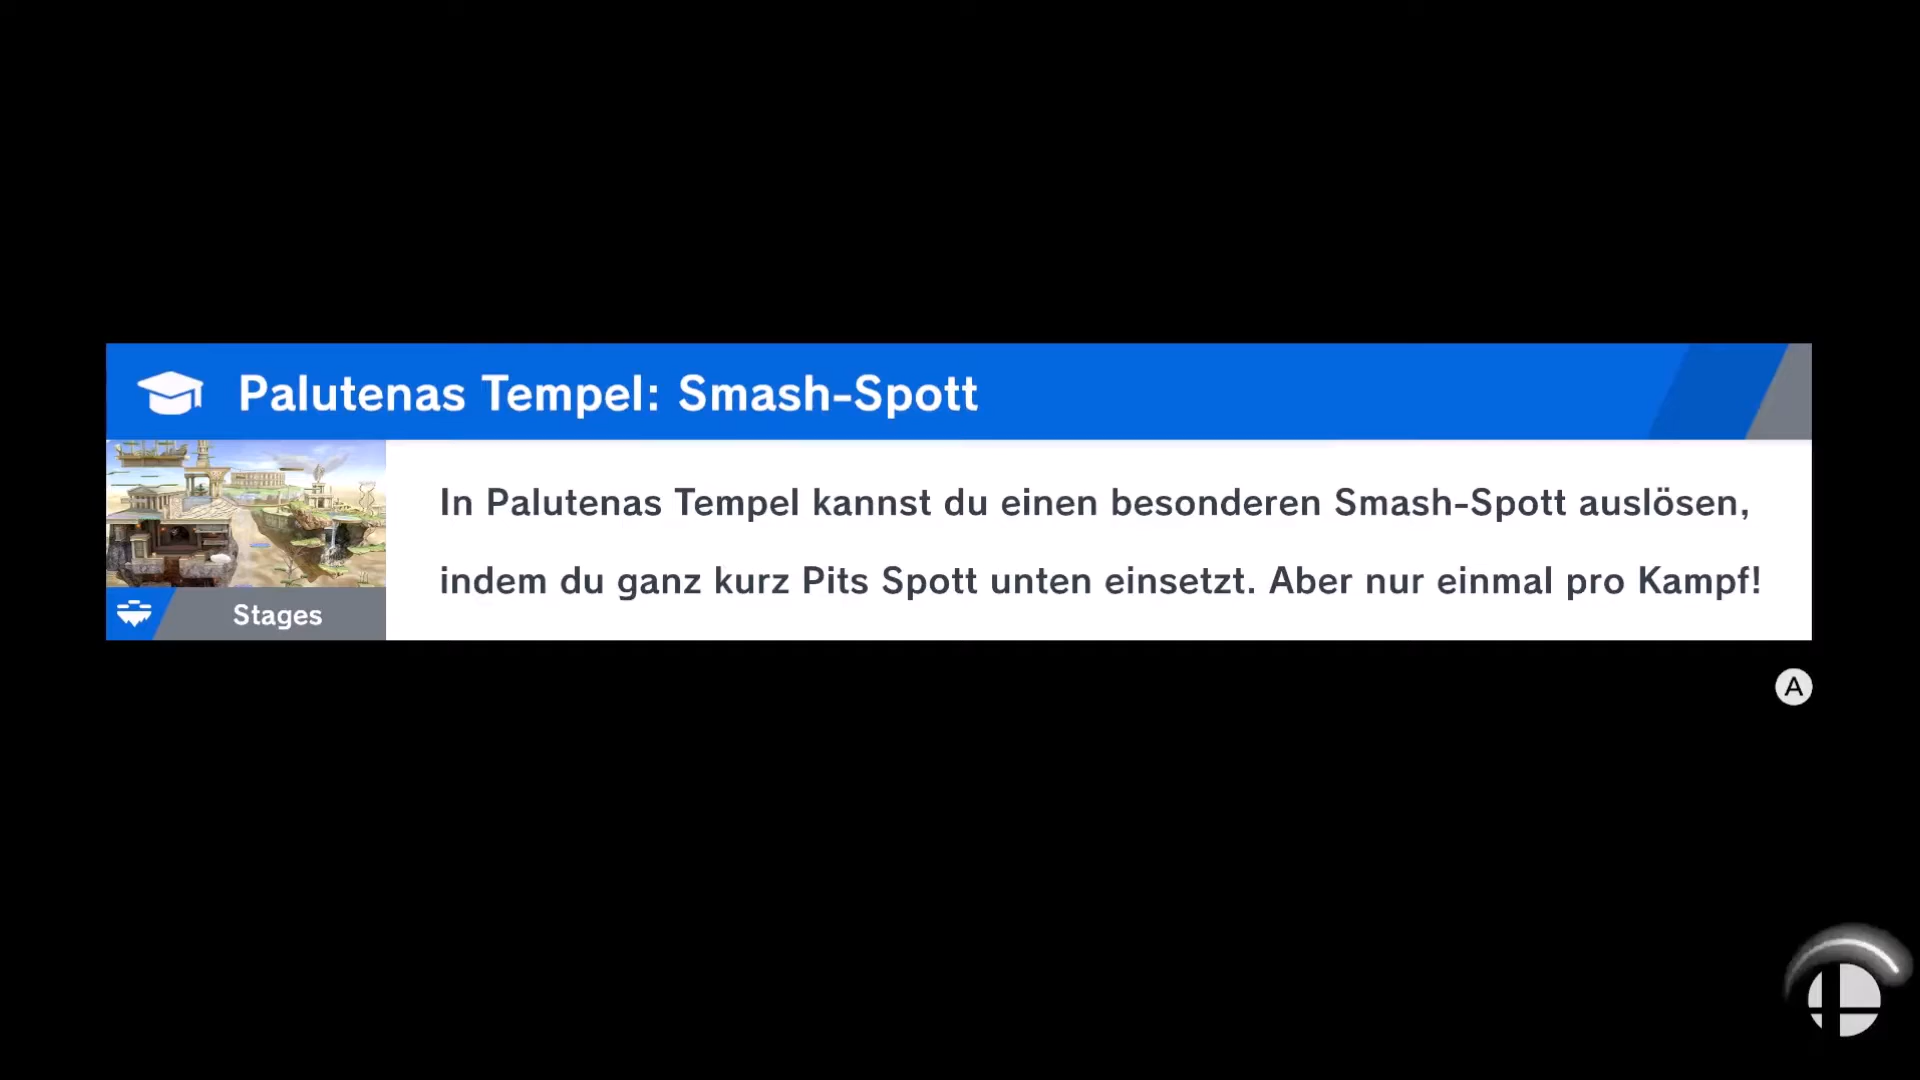 Palutenas Tempel: Smash-Spott
In Palutenas Tempel kannst du einen besonderen Smash-Spott auslösen,
indem du ganz kurz Pits Spott unten einsetzt. Aber nur einmal pro Kampf!
Stages
A